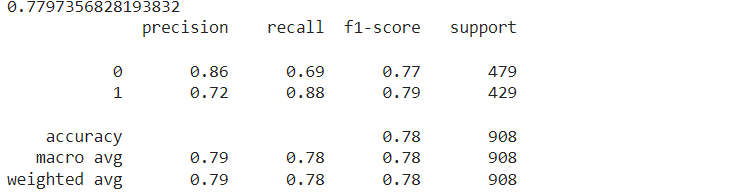 0.7797356828193832
precision recall f1-score support
0 0.86 0.69 0.77 479
1 0.72 0.88 0.79 429
accuracy 0.78 908
macro avg 0.79 0.78 0.78 908
weighted avg 0.79 0.78 0.78 908